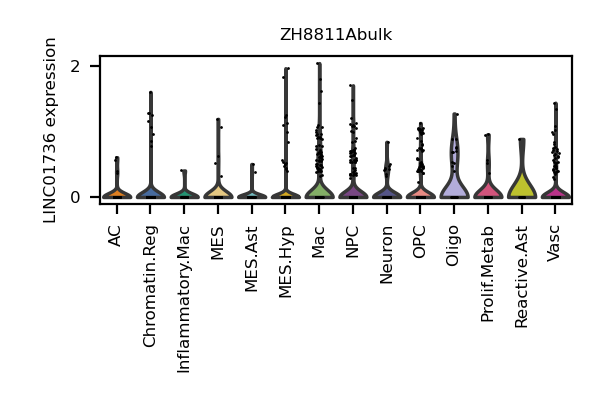 ZH8811Abulk
LINC01736 expression
2
0
AC
Chromatin.Reg
Inflammatory.Mac
MES
MES.Ast
MES.Hyp
Mac
NPC
Neuron
OPC
Oligo
Prolif.Metab
Reactive.Ast
Vasc